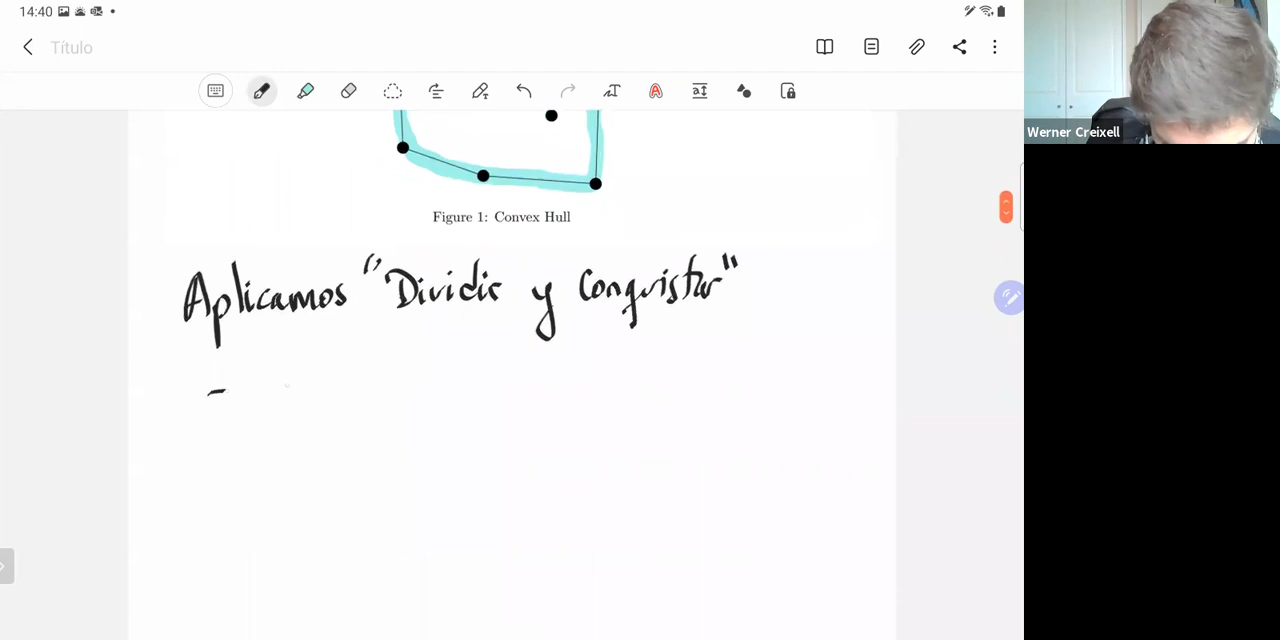 14:40
Título
Werner Creixell
Figure 1: Convex Hull
Aplicamos "Dividir y Conquistar"
-